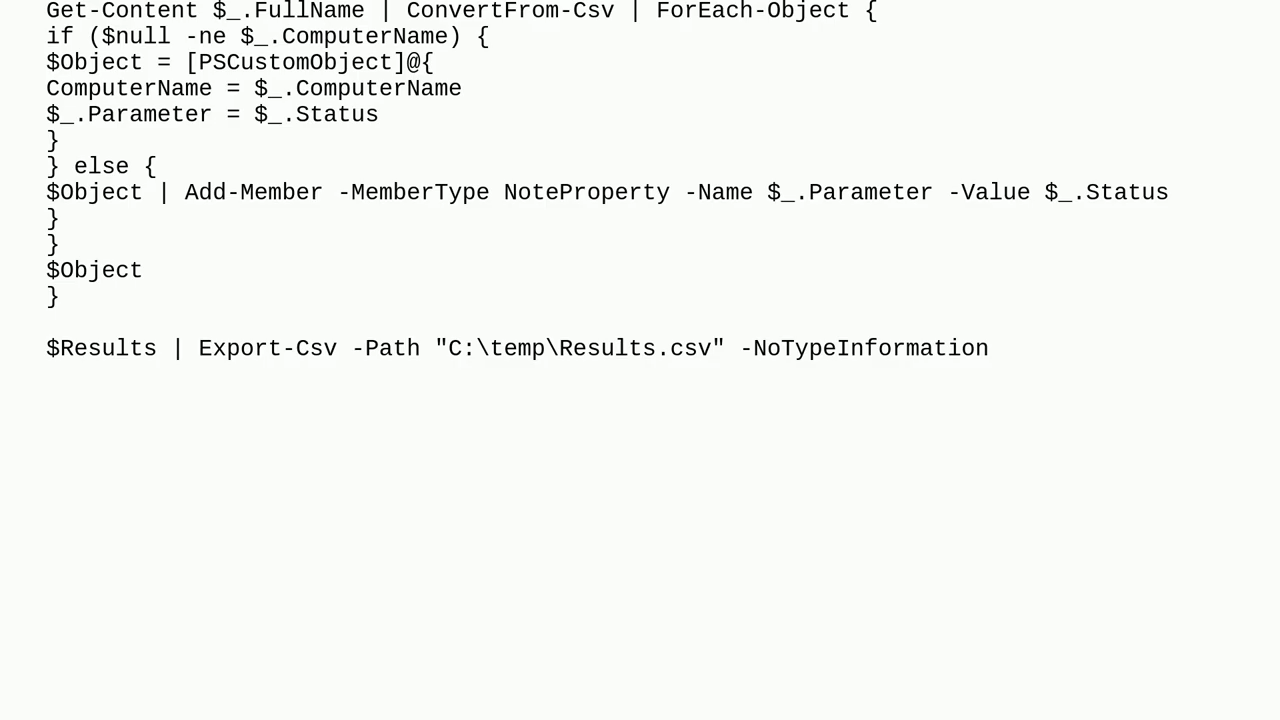 Get-Content $_.FullName | ConvertFrom-Csv | ForEach-Object {
if ($null -ne $_.ComputerName) {
$Object = [PSCustomObject]@{
ComputerName = $_.ComputerName
$_.Parameter = $_.Status
}
} else {
$Object | Add-Member -MemberType NoteProperty -Name $_.Parameter -Value $_.Status
}
}
$Object
}

$Results | Export-Csv -Path "C:\temp\Results.csv" -NoTypeInformation